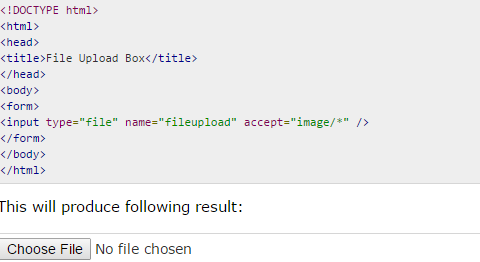 <!DOCTYPE html>
<html>
<head>
<title>File Upload Box</title>
</head>
<body>
<form>
<input type="file" name="fileupload" accept="image/*" />
</form>
</body>
</html>
This will produce following result:
Choose File No file chosen